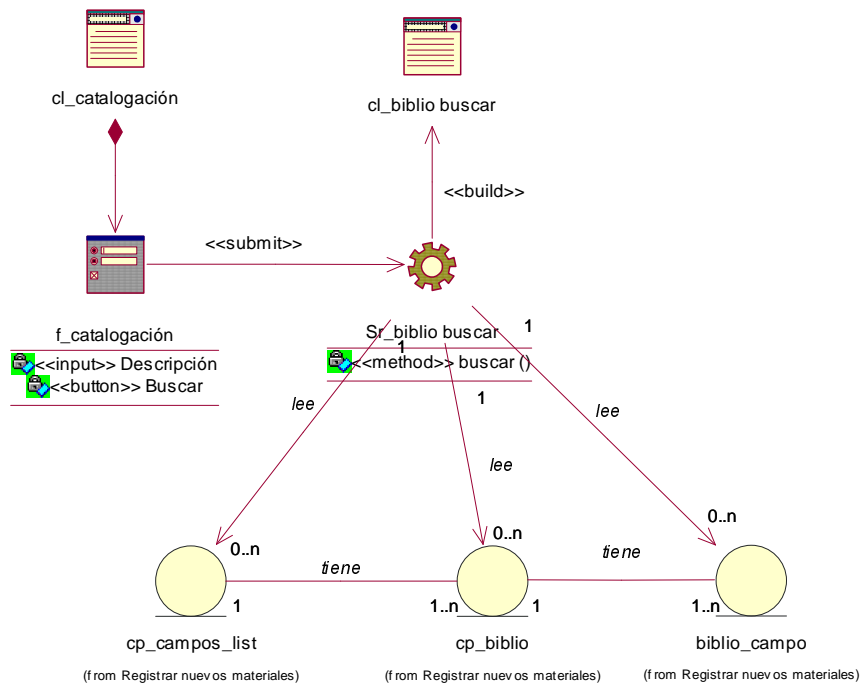 cl_catalogación
cl_biblio buscar
<<build>>
<<submit>>
f_catalogación
<<input>> Descripción
<<button>> Buscar
Sr_biblio buscar
<<method>> buscar ()
1
1
1
lee
lee
lee
0..n
0..n
0..n
tiene
tiene
1
1..n
1
1..n
cp_campos_list
cp_biblio
biblio_campo
(from Registrar nuevos materiales)
(from Registrar nuevos materiales)
(from Registrar nuevos materiales)